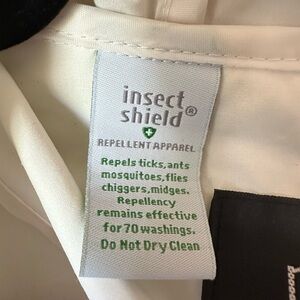 insect
shield®
REPELLENT APPAREL
Repels ticks,ants
mosquitoes,flies
chiggers,midges.
Repellency
remains effective
for 70 washings.
Do Not Dry Clean